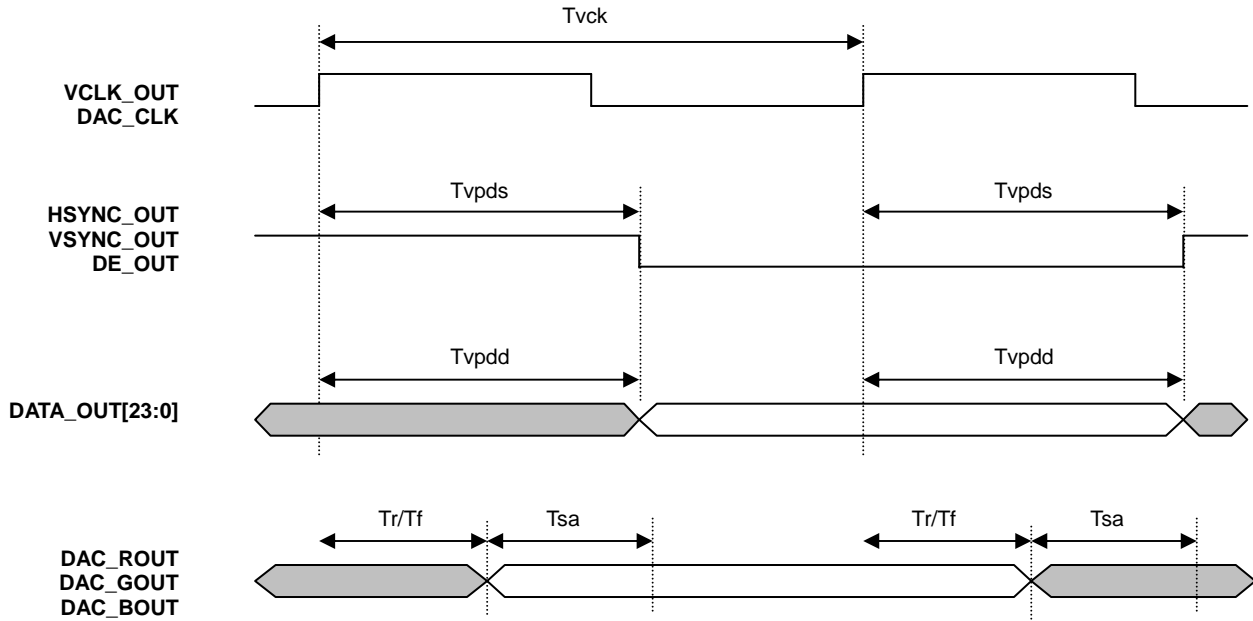 Tvck
VCLK_OUT
DAC_CLK
Tvpds
Tvpds
HSYNC_OUT
VSYNC_OUT
DE_OUT
Tvpdd
Tvpdd
DATA_OUT[23:0]
Tr/Tf
Tsa
Tr/Tf
Tsa
DAC_ROUT
DAC_GOUT
DAC_BOUT